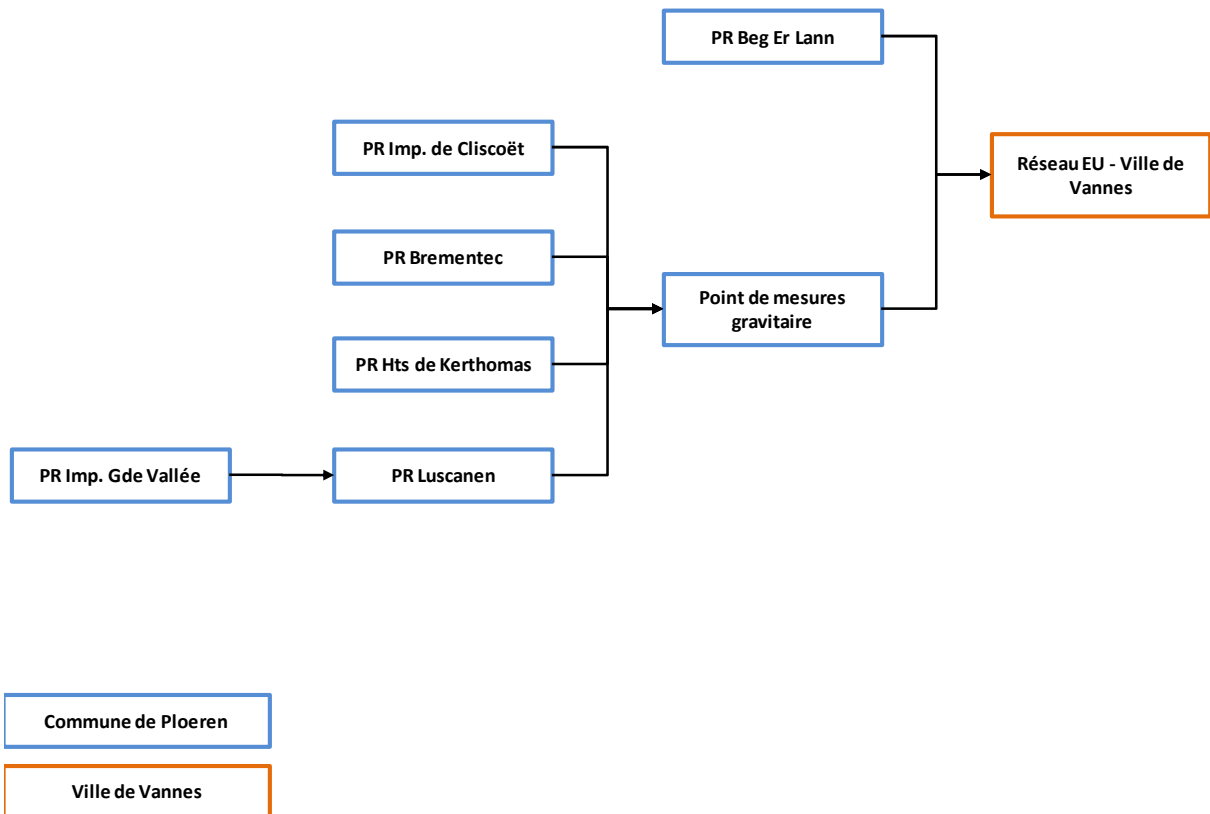 PR Beg Er Lann
PR Imp. de Cliscoët
Réseau EU - Ville de
Vannes
PR Brementec
Point de mesures
gravitaire
PR Hts de Kerthomas
PR Imp. Gde Vallée
PR Luscanen
Commune de Ploeren
Ville de Vannes